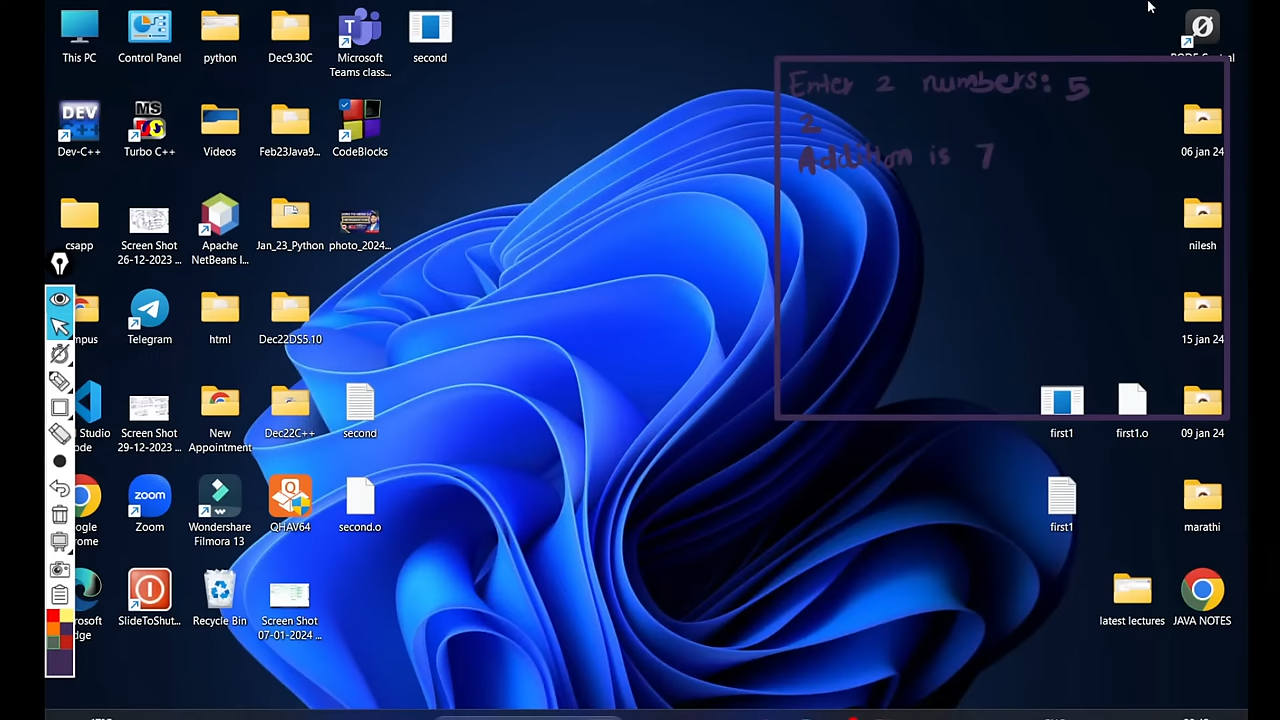 This PC
Control Panel
python
Dec9.30C
Microsoft Teams class...
second
Enter 2 numbers: 5
2
Addition is 7
DEV C++
Dev-C++
MS C++
Turbo C++
Videos
Feb23Java9...
CodeBlocks
06 jan 24
csapp
Screen Shot
26-12-2023 ...
Apache
NetBeans I...
Jan_23_Python
photo_2024...
nilesh
Telegram
html
Dec22DS5.10
15 jan 24
Screen Shot
29-12-2023 ...
New
Appointment
Dec22C++
second
first1
first1.o
09 jan 24
zoom
Zoom
Wondershare
Filmora 13
QHAV64
second.o
first1
marathi
SlideToShut...
Recycle Bin
Screen Shot
07-01-2024 ...
latest lectures
JAVA NOTES